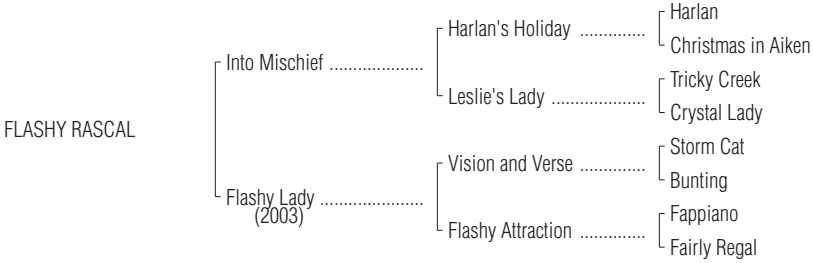 Harlan
Harlan's Holiday ..............
Christmas in Aiken
Into Mischief ....................
Tricky Creek
Leslie's Lady ....................
Crystal Lady
FLASHY RASCAL
Storm Cat
Vision and Verse ..............
Bunting
Flashy Lady ......................
(2003)
Fappiano
Flashy Attraction ..............
Fairly Regal